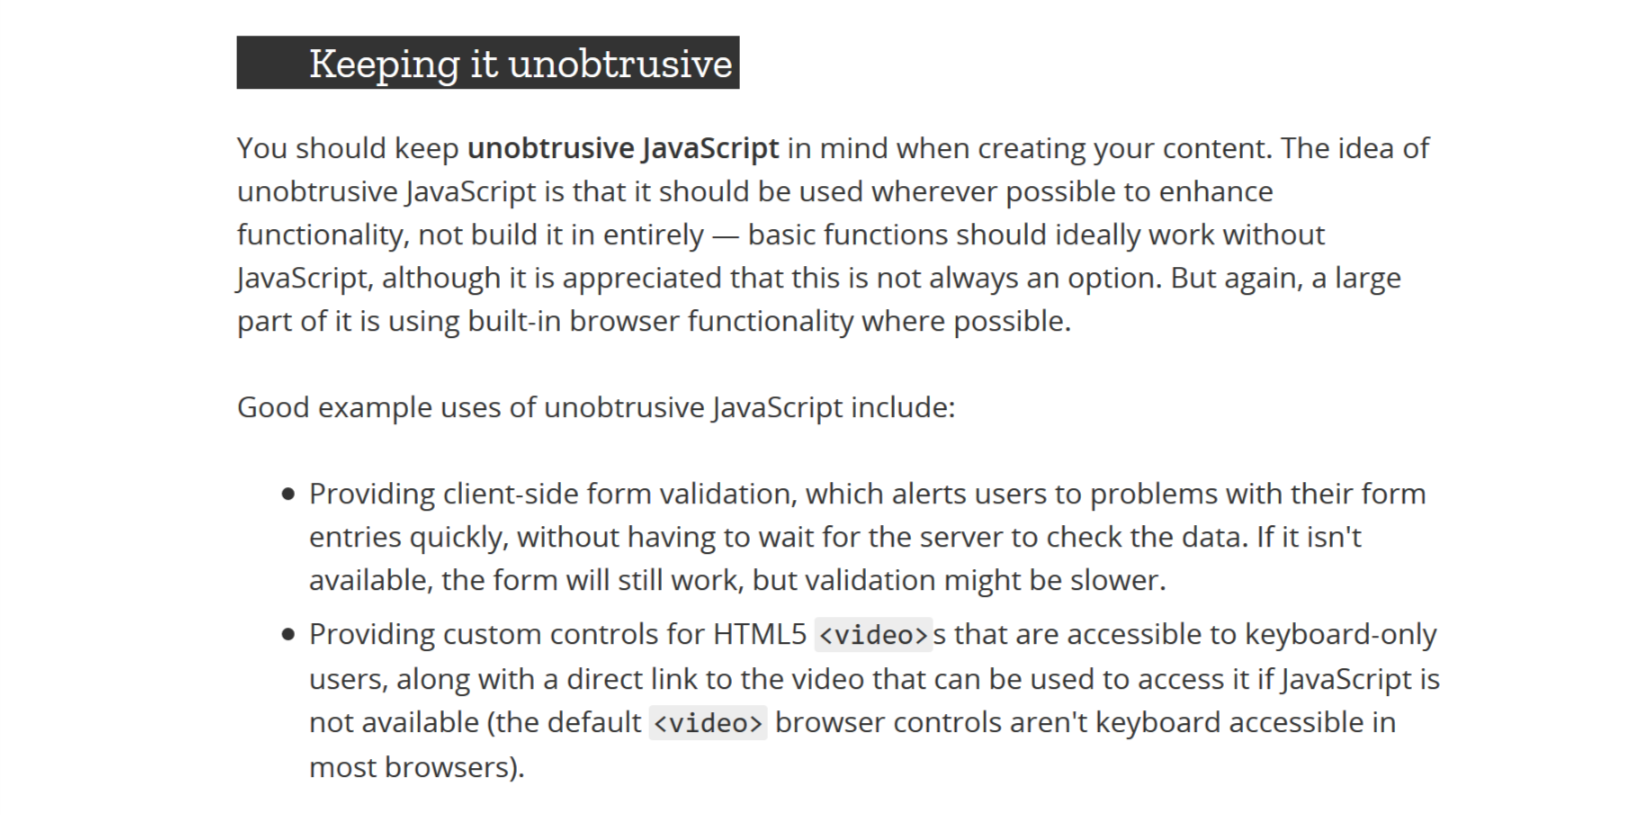 Keeping it unobtrusive
You should keep unobtrusive JavaScript in mind when creating your content. The idea of
unobtrusive JavaScript is that it should be used wherever possible to enhance
functionality, not build it in entirely — basic functions should ideally work without
JavaScript, although it is appreciated that this is not always an option. But again, a large
part of it is using built-in browser functionality where possible.
Good example uses of unobtrusive JavaScript include:
• Providing client-side form validation, which alerts users to problems with their form
entries quickly, without having to wait for the server to check the data. If it isn't
available, the form will still work, but validation might be slower.
• Providing custom controls for HTML5 <video>s that are accessible to keyboard-only
users, along with a direct link to the video that can be used to access it if JavaScript is
not available (the default <video> browser controls aren't keyboard accessible in
most browsers).